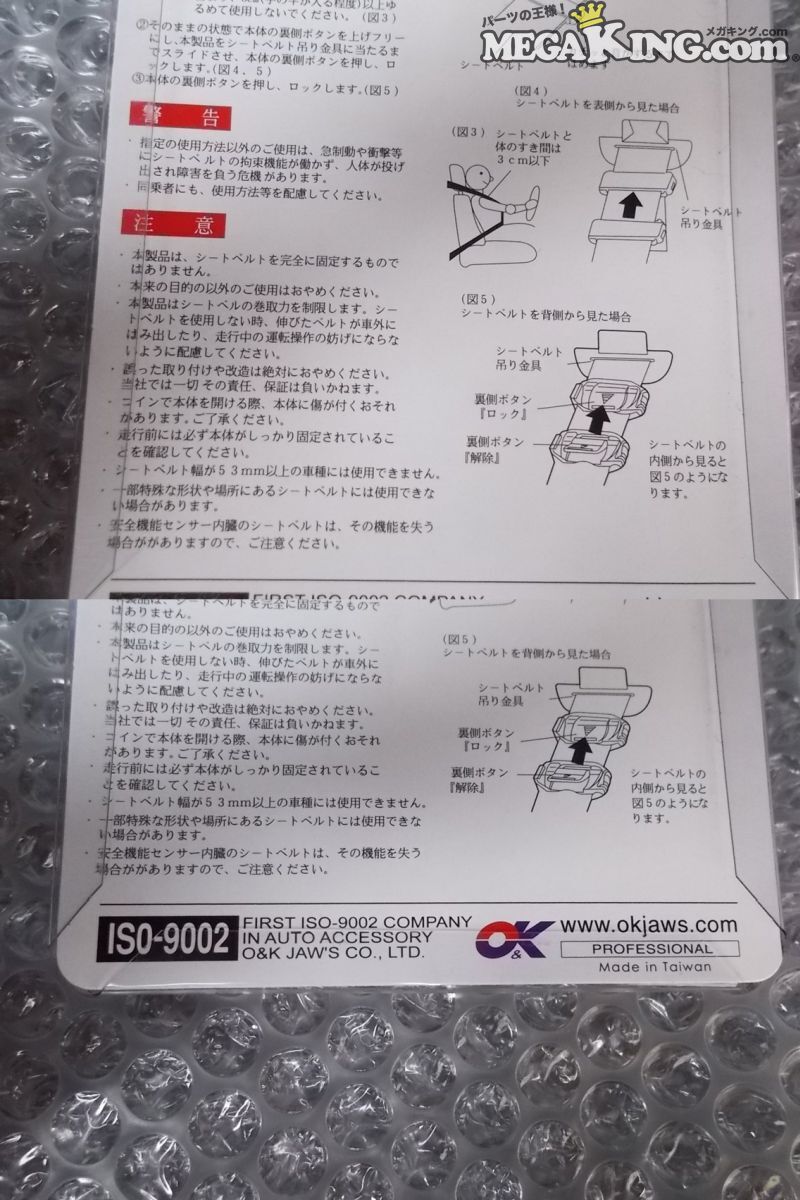 パーツの王様！
メガキング.com
MEGAKING.com
るめて使用しないでください。(図3)
②そのままの状態で本体の裏側ボタンを上げフリー
にし、本製品をシートベルト吊り金具に当たるま
でスライドさせ、本体の裏側ボタンを押し、ロ
ックします。(図4．5)
③本体の裏側ボタンを押し、ロックします。(図5)
警 告
・指定の使用方法以外のご使用は、急制動や衝撃等
にシートベルトの拘束機能が働かず、人体が投げ
出され障害を負う危機があります。
・同乗者にも、使用方法等を配慮してください。
注 意
・本製品は、シートベルトを完全に固定するもので
はありません。
・本来の目的の以外のご使用はおやめください。
・本製品はシートベルの巻取力を制限します。シー
トベルトを使用しない時、伸びたベルトが車外に
はみ出したり、走行中の運転操作の妨げにならな
いように配慮してください。
・誤った取り付けや改造は絶対におやめください。
当社では一切 その責任、保証は負いかねます。
・コインで本体を開ける際、本体に傷が付くおそれ
があります。ご了承ください。
・走行前には必ず本体がしっかり固定されているこ
とを確認してください。
・シートベルト幅が５３mm以上の車種には使用できません。
・一部特殊な形状や場所にあるシートベルトには使用できな
い場合があります。
・安全機能センサー内臓のシートベルトは、その機能を失う
場合ががありますので、ご注意ください。
シートベルト
(図4)
シートベルトを表側から見た場合
(図3)
シートベルトと
体のすき間は
３cm以下
シートベルト
吊り金具
(図5)
シートベルトを背側から見た場合
シートベルト
吊り金具
裏側ボタン
『ロック』
裏側ボタン
『解除』
シートベルトの
内側から見ると
図5のようにな
ります。
FIRST ISO-9002 COMPANY
本製品は、シートベルトを完全に固定するもので
はありません。
・本来の目的の以外のご使用はおやめください。
・本製品はシートベルの巻取力を制限します。シー
トベルトを使用しない時、伸びたベルトが車外に
はみ出したり、走行中の運転操作の妨げにならな
いように配慮してください。
・誤った取り付けや改造は絶対におやめください。
当社では一切 その責任、保証は負いかねます。
・コインで本体を開ける際、本体に傷が付くおそれ
があります。ご了承ください。
・走行前には必ず本体がしっかり固定されているこ
とを確認してください。
・シートベルト幅が５３mm以上の車種には使用できません。
・一部特殊な形状や場所にあるシートベルトには使用できな
い場合があります。
・安全機能センサー内臓のシートベルトは、その機能を失う
場合ががありますので、ご注意ください。
(図5)
シートベルトを背側から見た場合
シートベルト
吊り金具
裏側ボタン
『ロック』
裏側ボタン
『解除』
シートベルトの
内側から見ると
図5のようにな
ります。
ISO-9002
FIRST ISO-9002 COMPANY
IN AUTO ACCESSORY
O&K JAW'S CO., LTD.
O&K
www.okjaws.com
PROFESSIONAL
Made in Taiwan